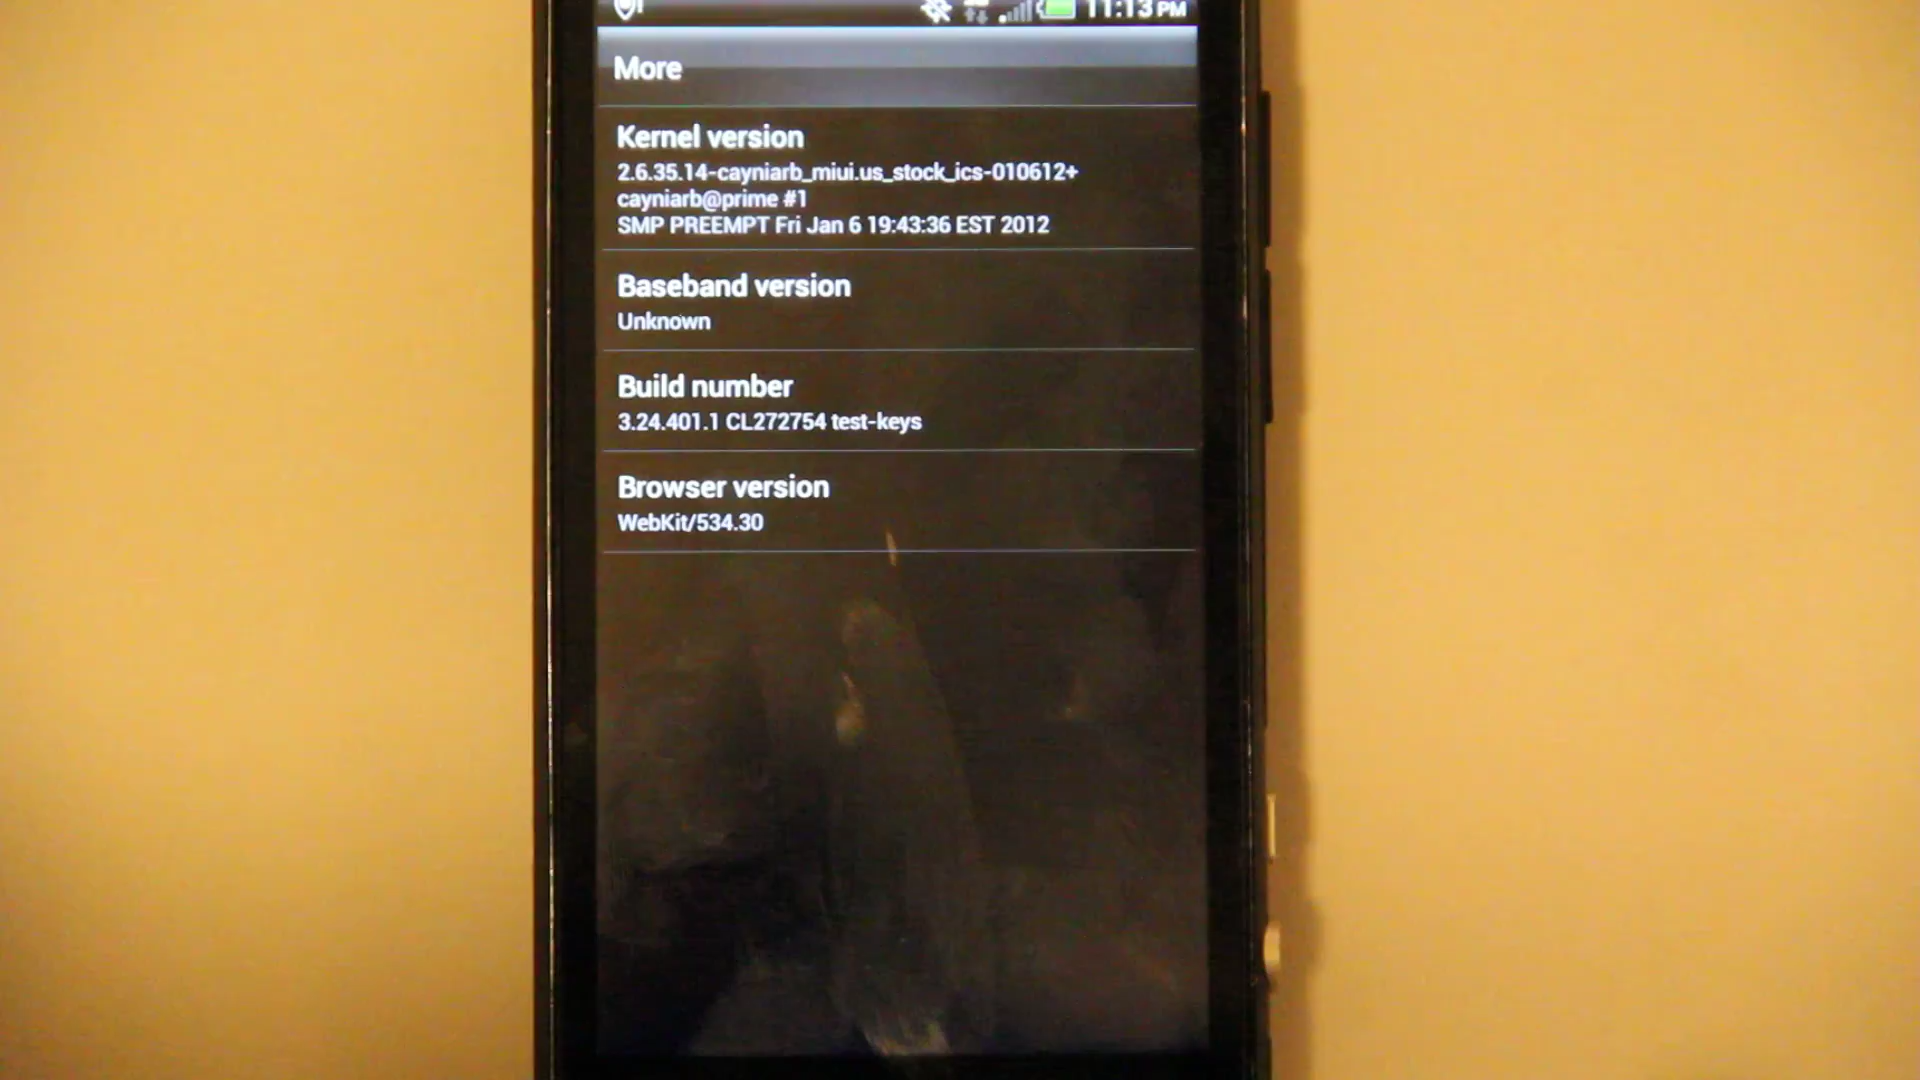 11:13 PM
More
Kernel version
2.6.35.14-cayniarb_miui.us_stock_ics-010612+
cayniarb@prime #1
SMP PREEMPT Fri Jan 6 19:43:36 EST 2012
Baseband version
Unknown
Build number
3.24.401.1 CL272754 test-keys
Browser version
WebKit/534.30